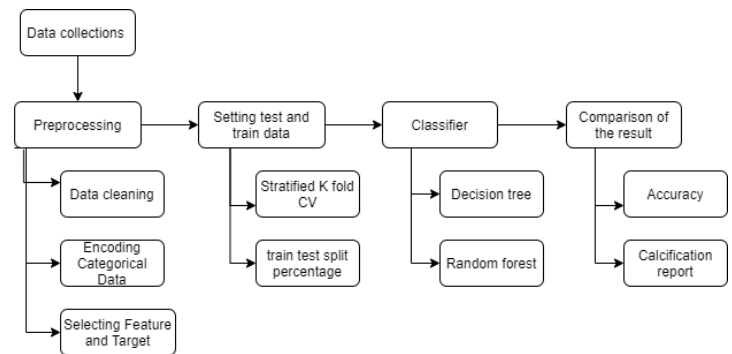 Data collections
Preprocessing
Setting test and
train data
Classifier
Comparison of
the result
Data cleaning
Stratified K fold
CV
Decision tree
Accuracy
Encoding
Categorical
Data
train test split
percentage
Random forest
Calcification
report
Selecting Feature
and Target